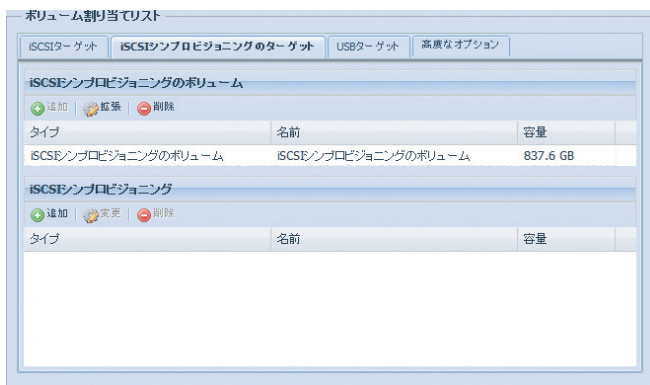 ボリューム割り当てリスト
iSCSIターゲット iSCSIシンプロビジョニングのターゲット USBターゲット 高度なオプション
iSCSIシンプロビジョニングのボリューム
追加 拡張 削除
タイプ 名前 容量
iSCSIシンプロビジョニングのボリューム iSCSIシンプロビジョニングのボリューム 837.6 GB
iSCSIシンプロビジョニング
追加 変更 削除
タイプ 名前 容量